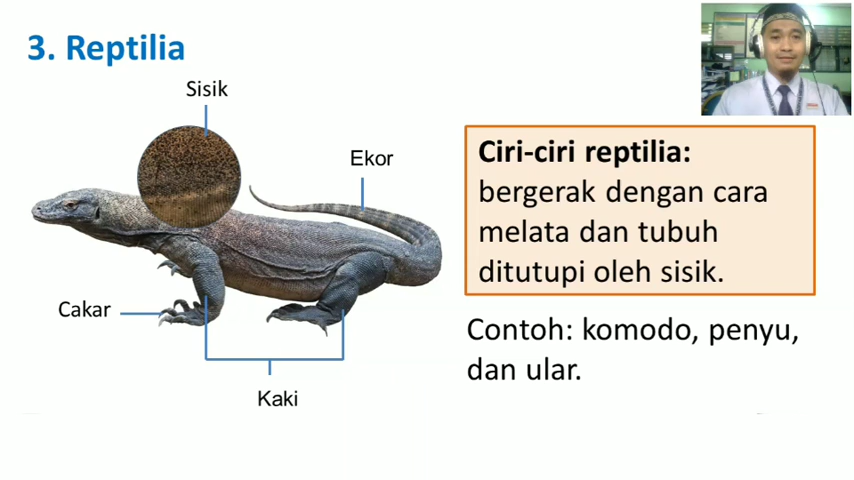 3. Reptilia
Sisik
Ekor
Cakar
Kaki
Ciri-ciri reptilia:
bergerak dengan cara
melata dan tubuh
ditutupi oleh sisik.
Contoh: komodo, penyu,
dan ular.